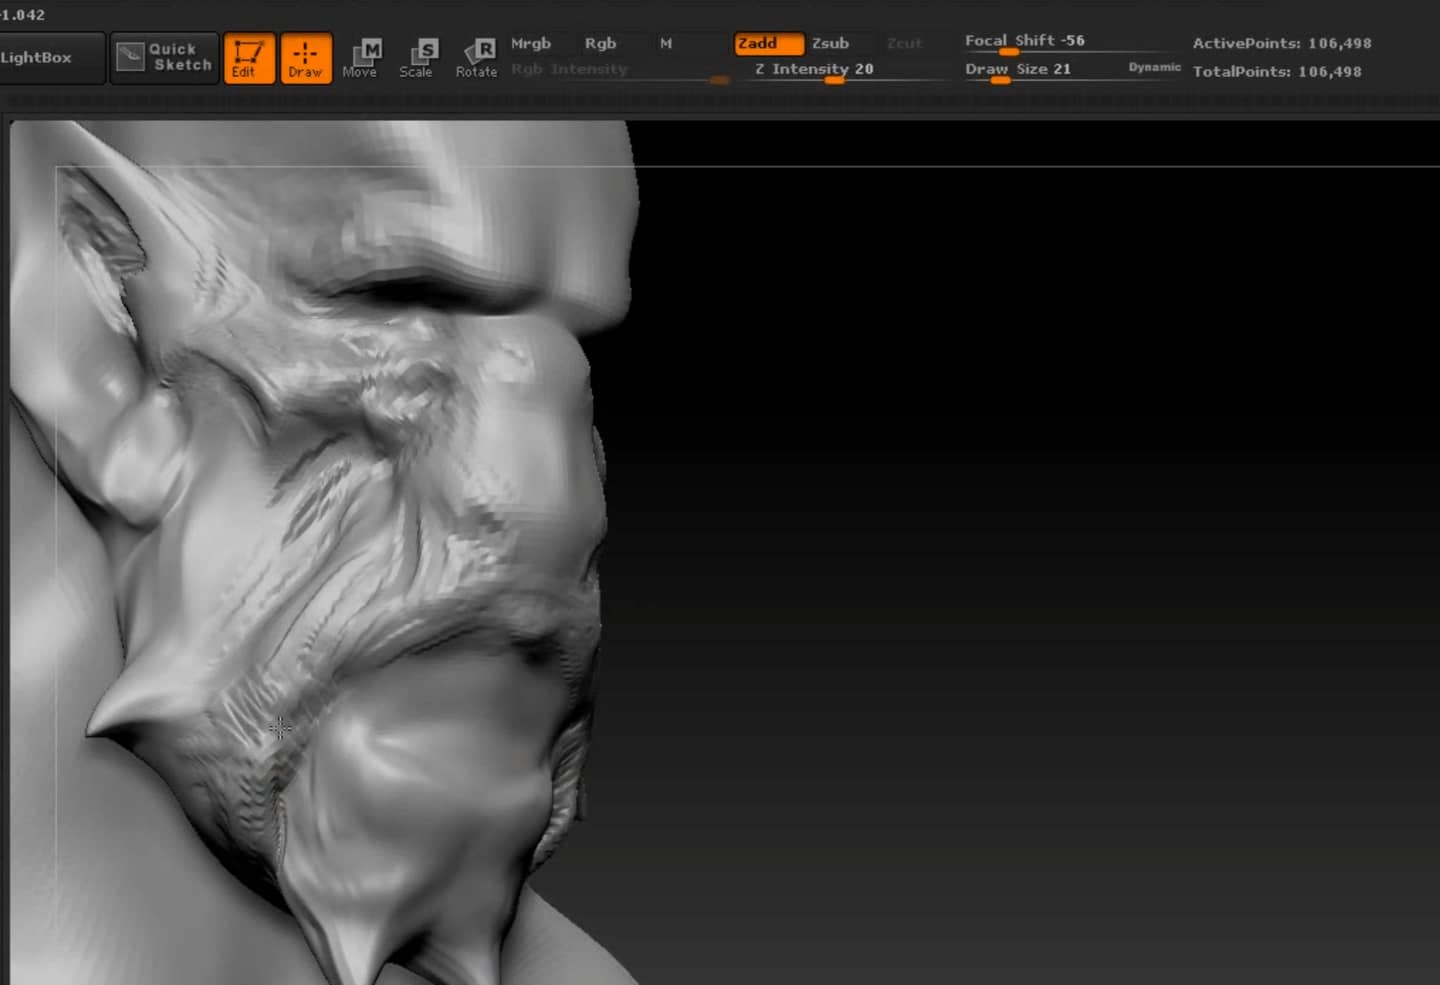 -1.042
LightBox
Quick Sketch
Edit
Draw
M
Move
S
Scale
R
Rotate
Mrgb Rgb M
Rgb Intensity
Zadd Zsub Zcut
Z Intensity 20
Focal Shift -56
Draw Size 21
Dynamic
ActivePoints: 106,498
TotalPoints: 106,498